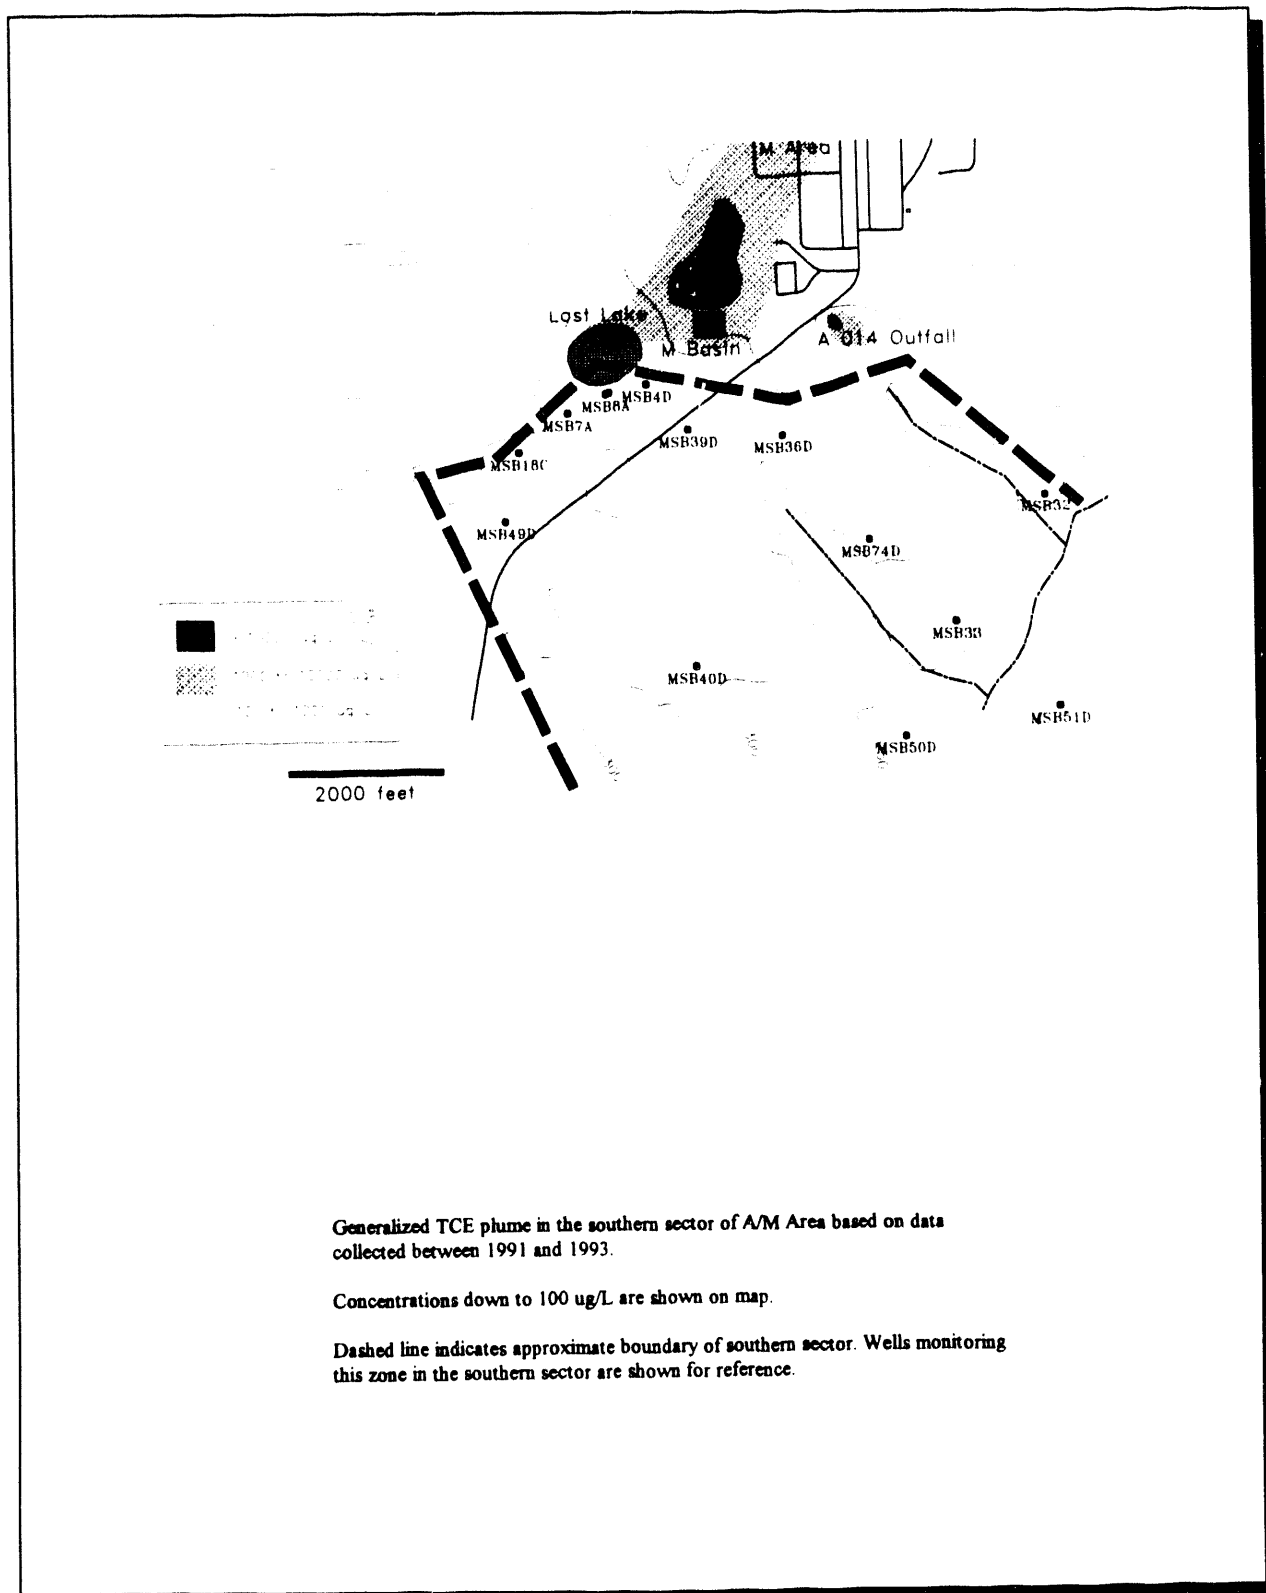 M Area
Lost Lake
M Basin
A 014 Outfall
MSB4D
MSB8A
MSB7A
MSB39D
MSB36D
MSB18C
MSB32
MSB49D
MSB74D
MSB33
MSB40D
MSB51D
MSB50D
2000 feet
Generalized TCE plume in the southern sector of A/M Area based on data
collected between 1991 and 1993.
Concentrations down to 100 ug/L are shown on map.
Dashed line indicates approximate boundary of southern sector. Wells monitoring
this zone in the southern sector are shown for reference.